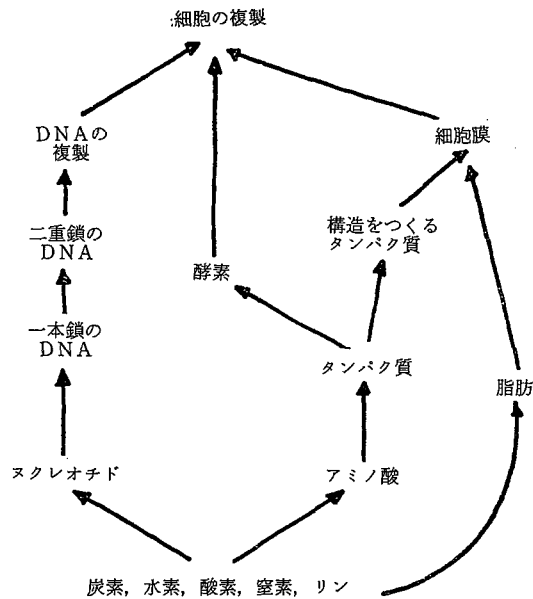 細胞の複製
DNAの
複製
細胞膜
二重鎖の
DNA
構造をつくる
タンパク質
酵素
一本鎖の
DNA
タンパク質
脂肪
ヌクレオチド
アミノ酸
炭素，水素，酸素，窒素，リン